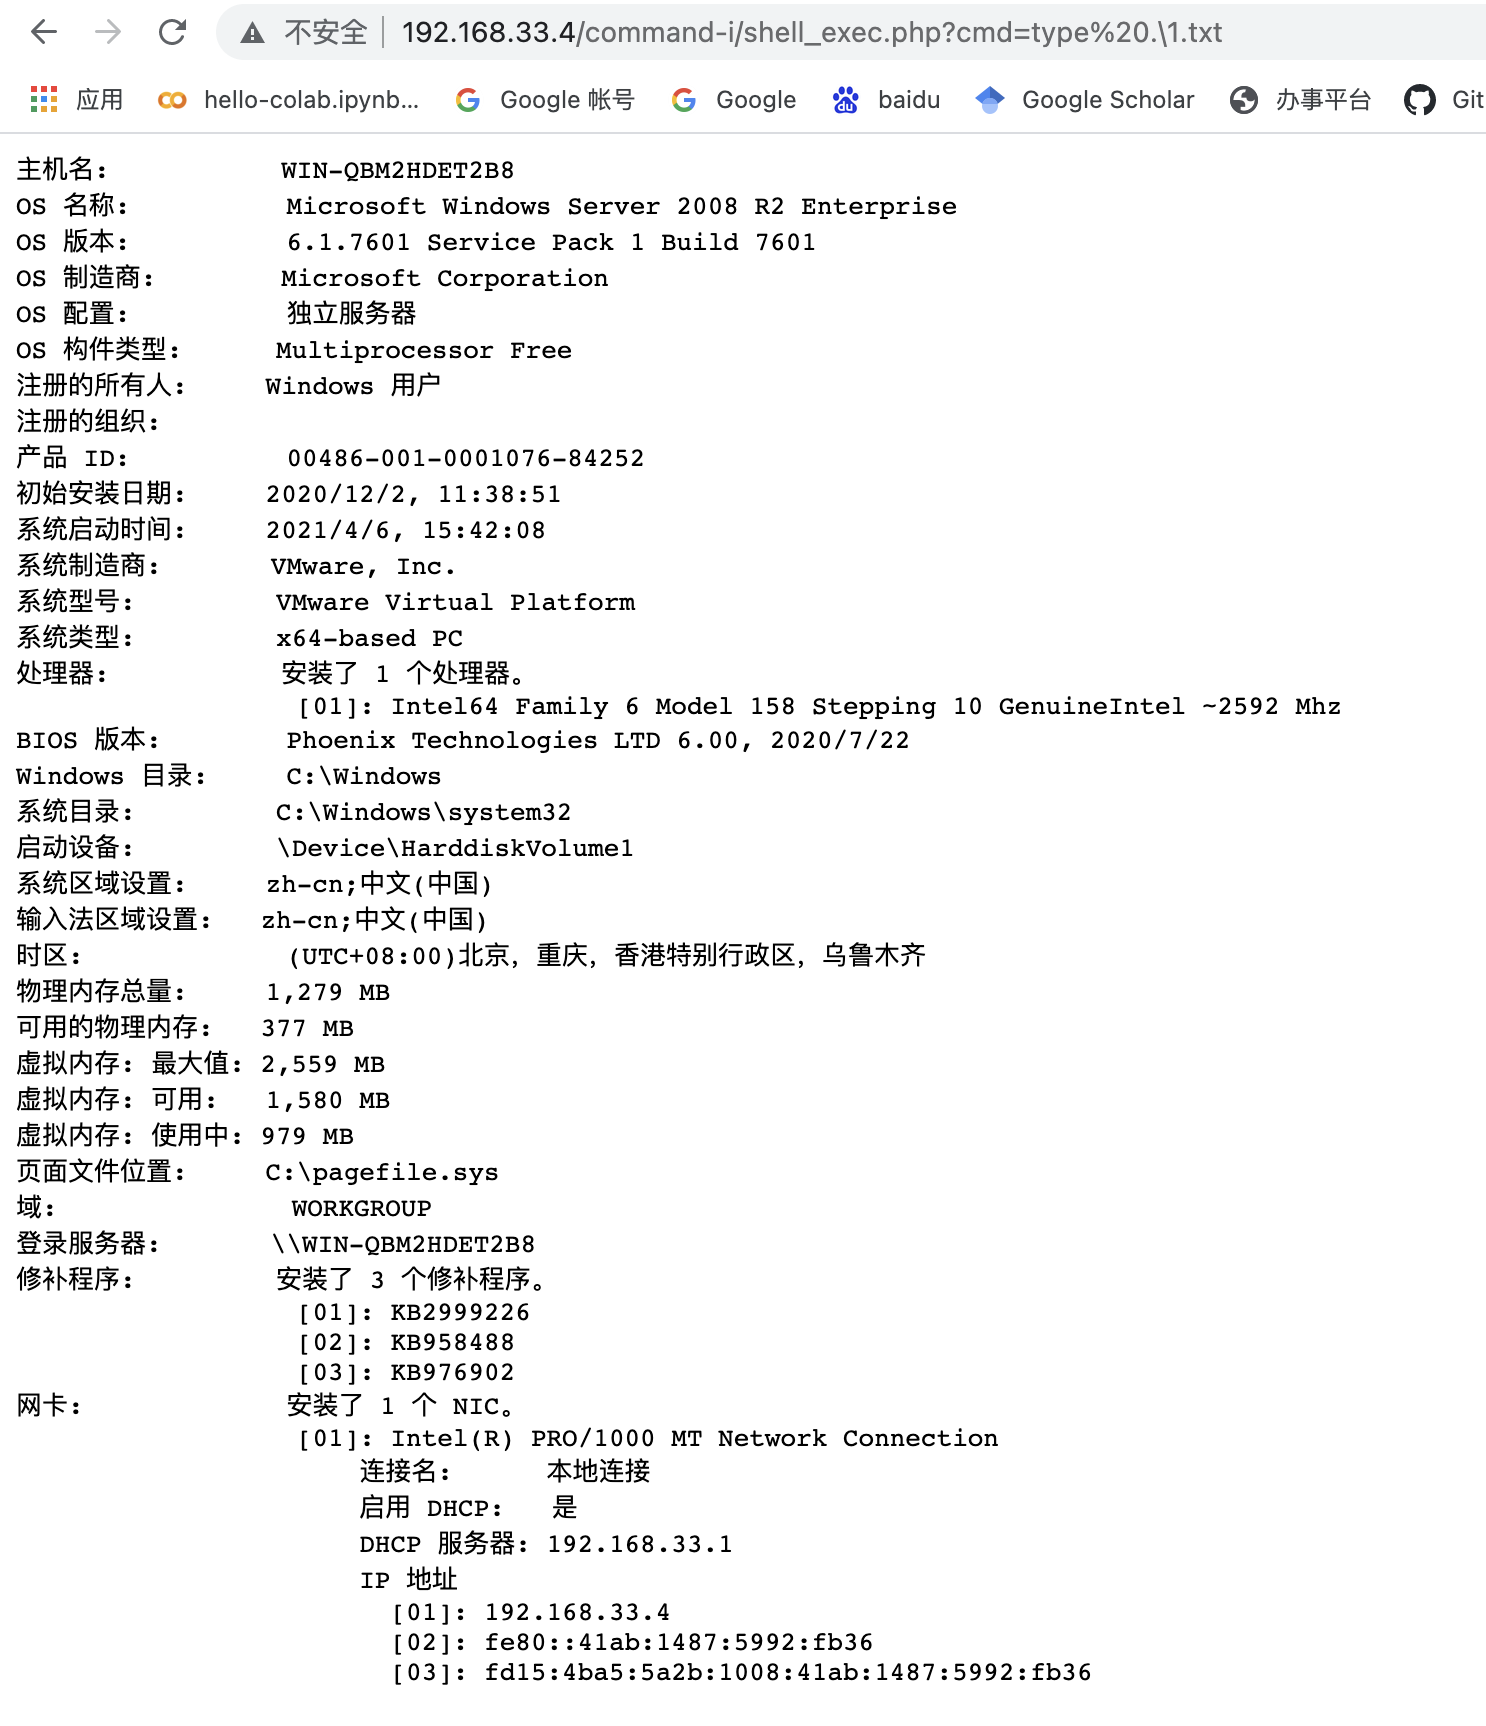 不安全 192.168.33.4/command-i/shell_exec.php?cmd=type%20.\1.txt
应用 hello-colab.ipynb... Google 帐号 Google baidu Google Scholar 办事平台 Git
主机名: WIN-QBM2HDET2B8
OS 名称: Microsoft Windows Server 2008 R2 Enterprise
OS 版本: 6.1.7601 Service Pack 1 Build 7601
OS 制造商: Microsoft Corporation
OS 配置: 独立服务器
OS 构件类型: Multiprocessor Free
注册的所有人: Windows 用户
注册的组织:
产品 ID: 00486-001-0001076-84252
初始安装日期: 2020/12/2, 11:38:51
系统启动时间: 2021/4/6, 15:42:08
系统制造商: VMware, Inc.
系统型号: VMware Virtual Platform
系统类型: x64-based PC
处理器: 安装了 1 个处理器。
[01]: Intel64 Family 6 Model 158 Stepping 10 GenuineIntel ~2592 Mhz
BIOS 版本: Phoenix Technologies LTD 6.00, 2020/7/22
Windows 目录: C:\Windows
系统目录: C:\Windows\system32
启动设备: \Device\HarddiskVolume1
系统区域设置: zh-cn;中文(中国)
输入法区域设置: zh-cn;中文(中国)
时区: (UTC+08:00)北京，重庆，香港特别行政区，乌鲁木齐
物理内存总量: 1,279 MB
可用的物理内存: 377 MB
虚拟内存: 最大值: 2,559 MB
虚拟内存: 可用: 1,580 MB
虚拟内存: 使用中: 979 MB
页面文件位置: C:\pagefile.sys
域: WORKGROUP
登录服务器: \\WIN-QBM2HDET2B8
修补程序: 安装了 3 个修补程序。
[01]: KB2999226
[02]: KB958488
[03]: KB976902
网卡: 安装了 1 个 NIC。
[01]: Intel(R) PRO/1000 MT Network Connection
连接名: 本地连接
启用 DHCP: 是
DHCP 服务器: 192.168.33.1
IP 地址
[01]: 192.168.33.4
[02]: fe80::41ab:1487:5992:fb36
[03]: fd15:4ba5:5a2b:1008:41ab:1487:5992:fb36